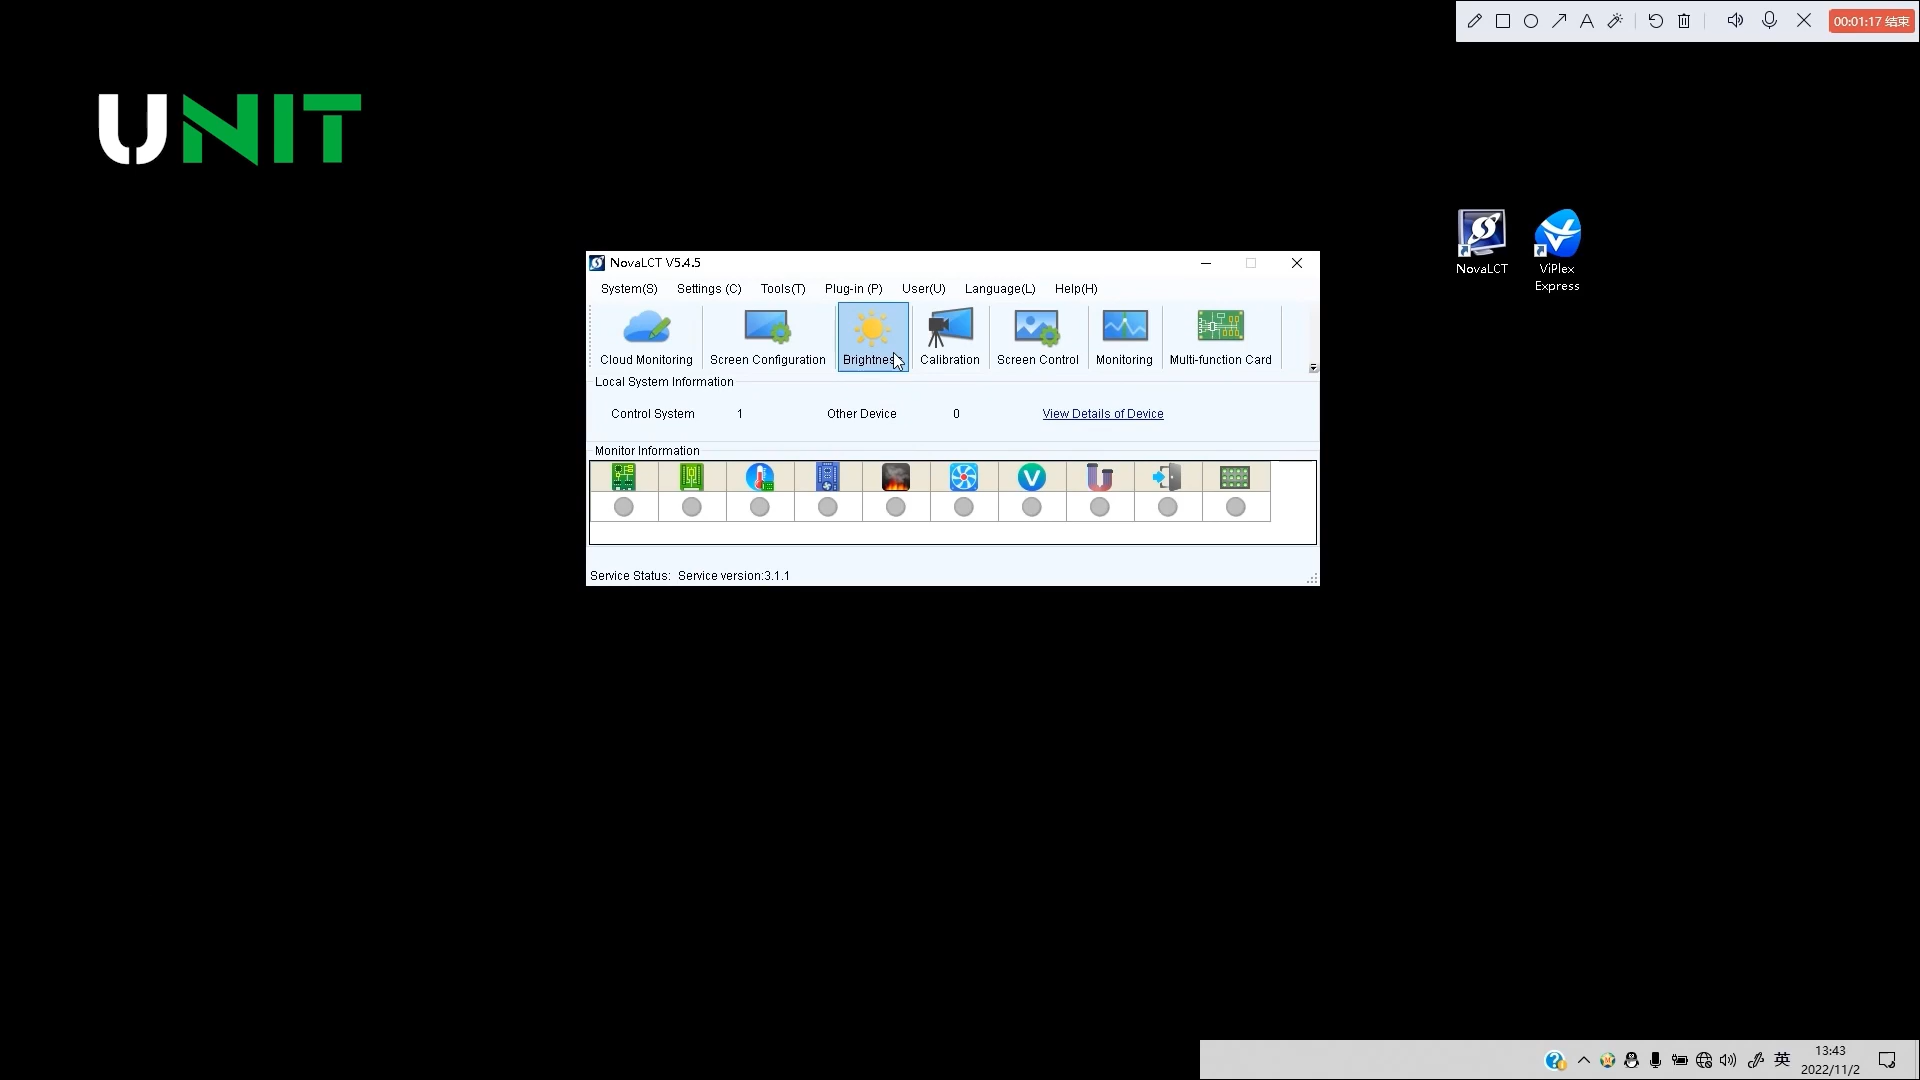 00:01:17 结束
UNIT
NovaLCT
ViPlex
Express
NovaLCT V5.4.5
System(S) Settings (C) Tools(T) Plug-in (P) User(U) Language(L) Help(H)
Cloud Monitoring Screen Configuration Brightness Calibration Screen Control Monitoring Multi-function Card
Local System Information
Control System 1 Other Device 0 View Details of Device
Monitor Information
Service Status: Service version:3.1.1
英
13:43
2022/11/2